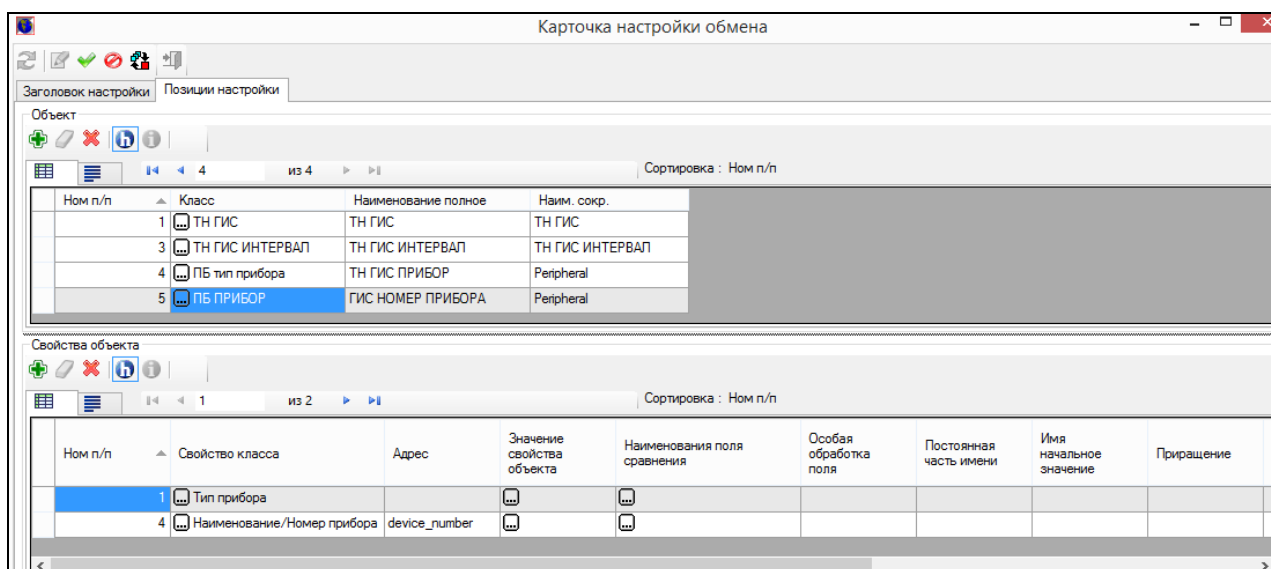 Карточка настройки обмена
Заголовок настройки Позиции настройки
Объект
4 из 4 Сортировка : Ном п/п
Ном п/п Класс Наименование полное Наим. сокр.
1 ... ТН ГИС ТН ГИС ТН ГИС
3 ... ТН ГИС ИНТЕРВАЛ ТН ГИС ИНТЕРВАЛ ТН ГИС ИНТЕРВАЛ
4 ... ПБ тип прибора ТН ГИС ПРИБОР Peripheral
5 ... ПБ ПРИБОР ГИС НОМЕР ПРИБОРА Peripheral
Свойства объекта
1 из 2 Сортировка : Ном п/п
Ном п/п Свойство класса Адрес Значение свойства объекта Наименования поля сравнения Особая обработка поля Постоянная часть имени Имя начальное значение Приращение
1 ... Тип прибора ... ...
4 ... Наименование/Номер прибора device_number ... ...